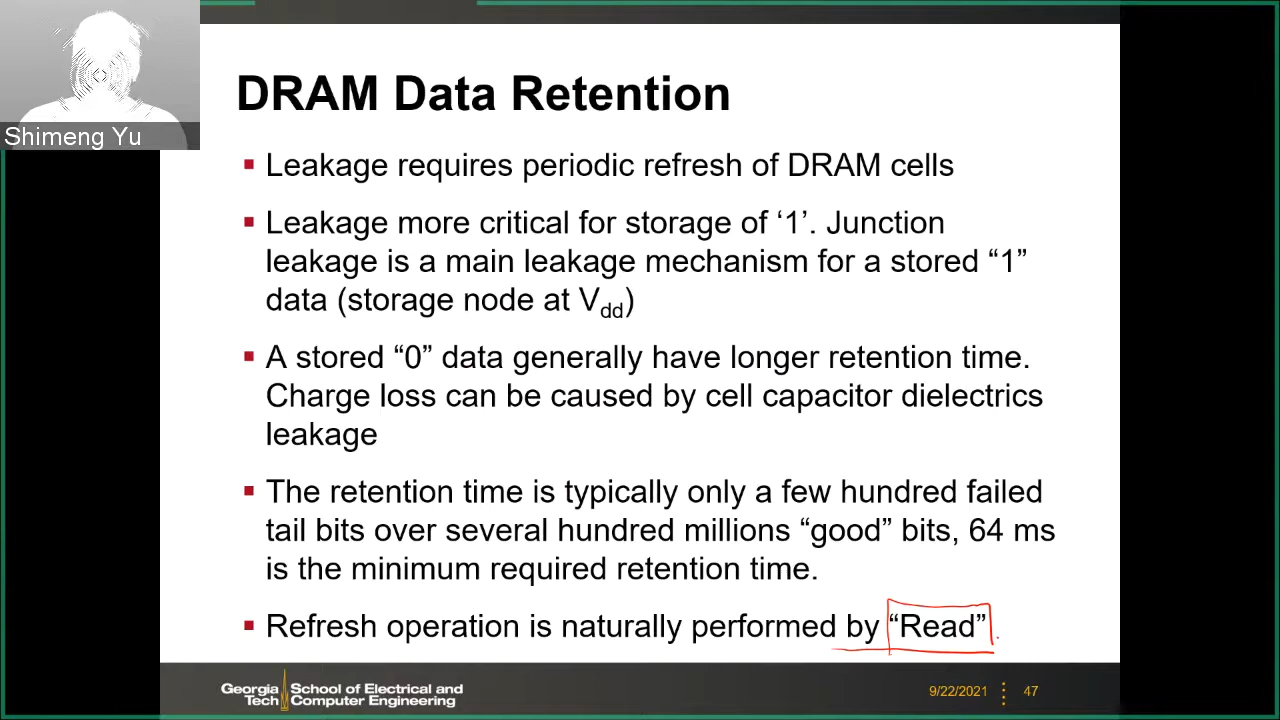 Shimeng Yu
DRAM Data Retention
▪ Leakage requires periodic refresh of DRAM cells
▪ Leakage more critical for storage of ‘1’. Junction
leakage is a main leakage mechanism for a stored “1”
data (storage node at Vdd)
▪ A stored “0” data generally have longer retention time.
Charge loss can be caused by cell capacitor dielectrics
leakage
▪ The retention time is typically only a few hundred failed
tail bits over several hundred millions “good” bits, 64 ms
is the minimum required retention time.
▪ Refresh operation is naturally performed by “Read”.
Georgia Tech
School of Electrical and
Computer Engineering
9/22/2021
47